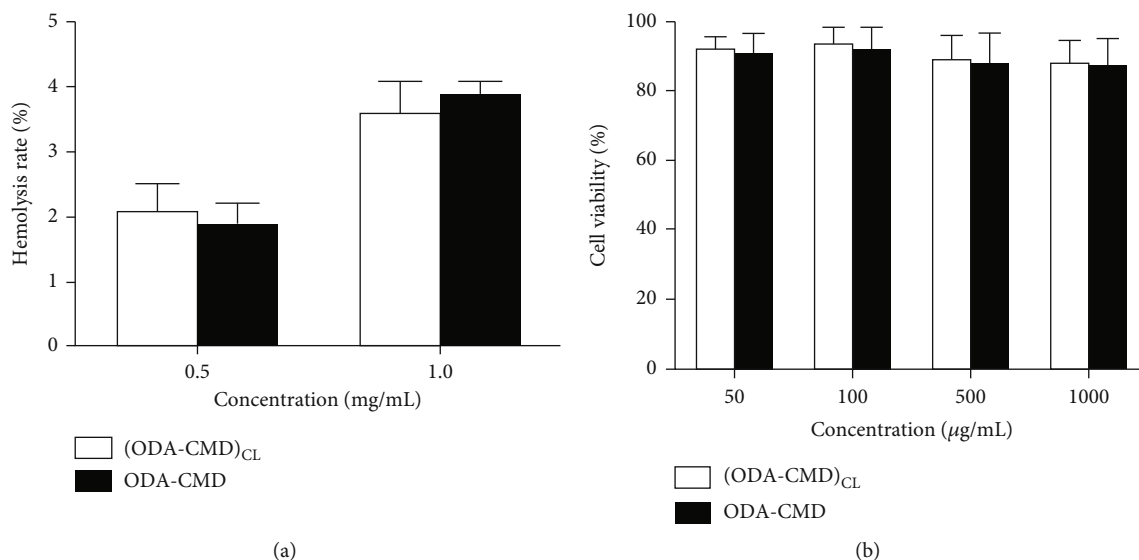 5
4
3
2
1
0
Hemolysis rate (%)
0.5
1.0
Concentration (mg/mL)
(ODA-CMD)CL
ODA-CMD
(a)
100
80
60
40
20
0
Cell viability (%)
50
100
500
1000
Concentration (μg/mL)
(ODA-CMD)CL
ODA-CMD
(b)